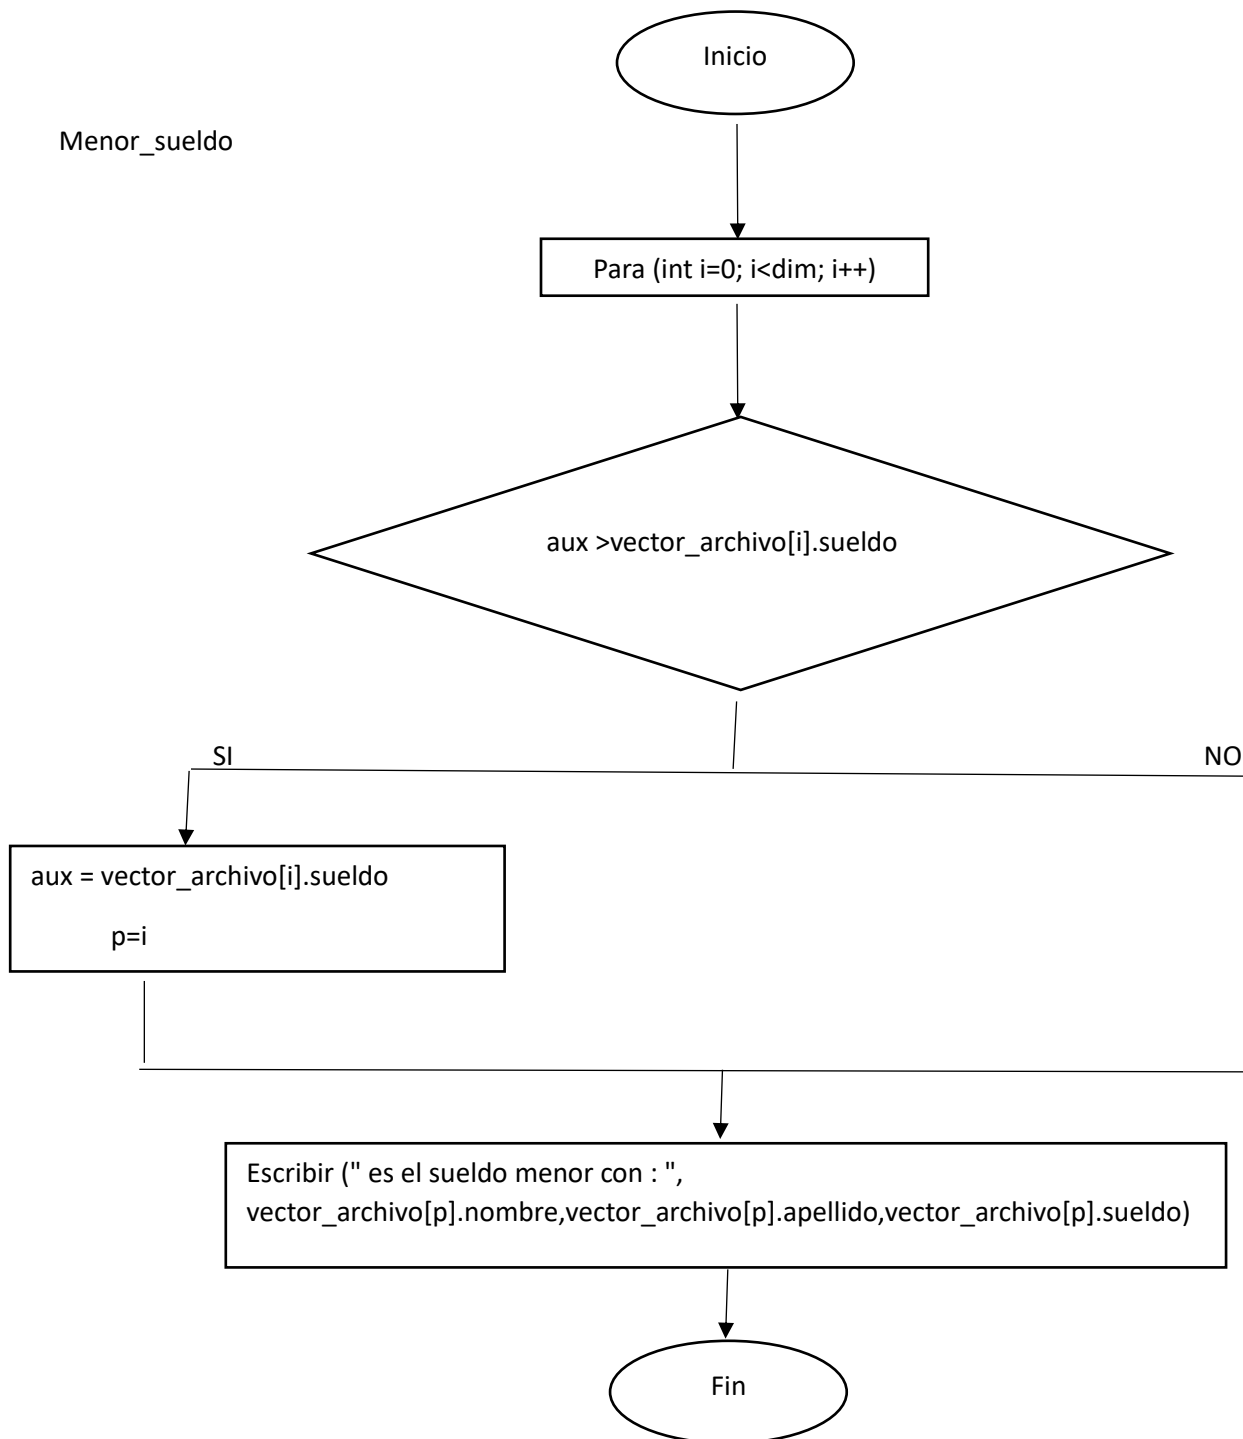 Inicio
Menor_sueldo
Para (int i=0; i<dim; i++)
aux >vector_archivo[i].sueldo
SI
NO
aux = vector_archivo[i].sueldo
p=i
Escribir (" es el sueldo menor con : ",
vector_archivo[p].nombre,vector_archivo[p].apellido,vector_archivo[p].sueldo)
Fin